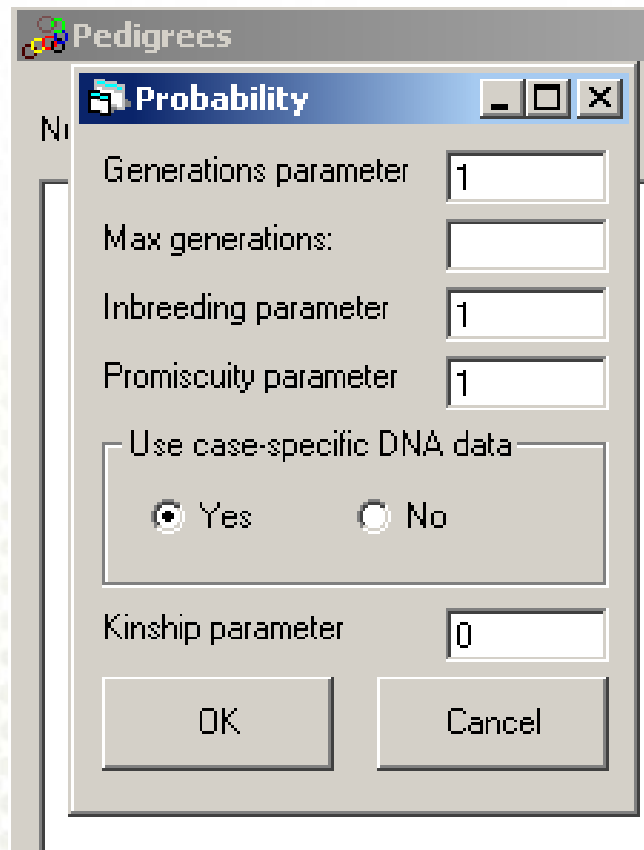 Pedigrees
Probability
Generations parameter 1
Max generations:
Inbreeding parameter 1
Promiscuity parameter 1
Use case-specific DNA data
Yes No
Kinship parameter 0
OK Cancel